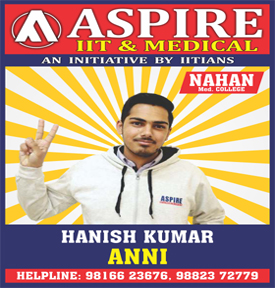 ASPIRE
IIT & MEDICAL
AN INITIATIVE BY IITIANS
NAHAN
Med. COLLEGE
ASPIRE
HANISH KUMAR
ANNI
HELPLINE: 98166 23676, 98823 72779